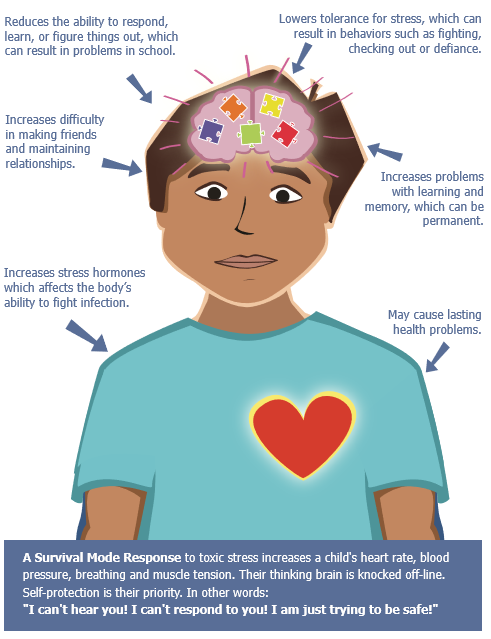 Reduces the ability to respond,
learn, or figure things out, which
can result in problems in school.
Lowers tolerance for stress, which can
result in behaviors such as fighting,
checking out or defiance.
Increases difficulty
in making friends
and maintaining
relationships.
Increases problems
with learning and
memory, which can be
permanent.
Increases stress hormones
which affects the body's
ability to fight infection.
May cause lasting
health problems.
A Survival Mode Response to toxic stress increases a child's heart rate, blood
pressure, breathing and muscle tension. Their thinking brain is knocked off-line.
Self-protection is their priority. In other words:
"I can't hear you! I can't respond to you! I am just trying to be safe!"